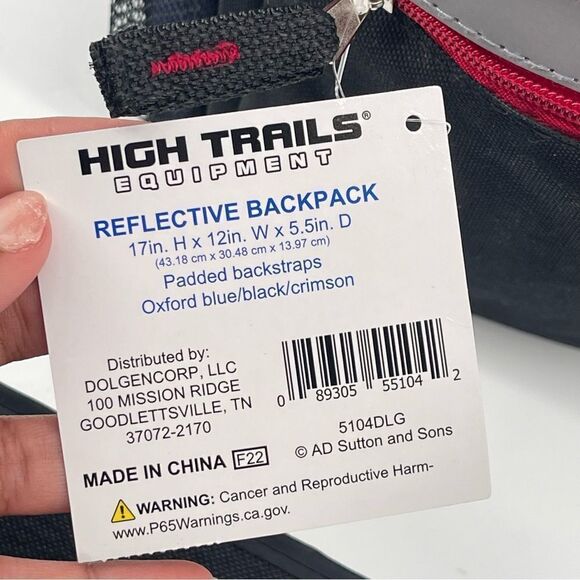 HIGH TRAILS®
EQUIPMENT
REFLECTIVE BACKPACK
17in. H x 12in. W x 5.5in. D
(43.18 cm x 30.48 cm x 13.97 cm)
Padded backstraps
Oxford blue/black/crimson
Distributed by:
DOLGENCORP, LLC
100 MISSION RIDGE
GOODLETTSVILLE, TN
37072-2170
0 89305 55104 2
5104DLG
© AD Sutton and Sons
MADE IN CHINA F22
WARNING: Cancer and Reproductive Harm-
www.P65Warnings.ca.gov.